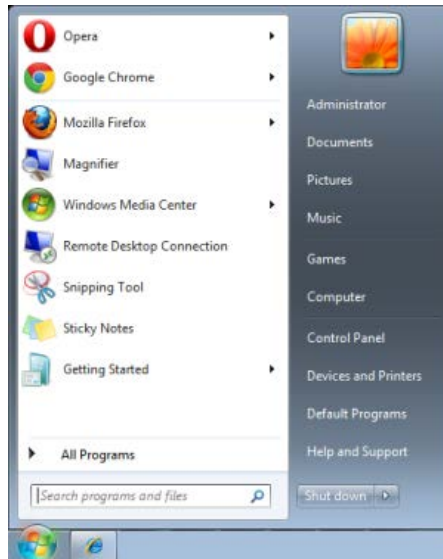 Opera
Google Chrome
Mozilla Firefox
Magnifier
Windows Media Center
Remote Desktop Connection
Snipping Tool
Sticky Notes
Getting Started
All Programs
Search programs and files
Administrator
Documents
Pictures
Music
Games
Computer
Control Panel
Devices and Printers
Default Programs
Help and Support
Shut down